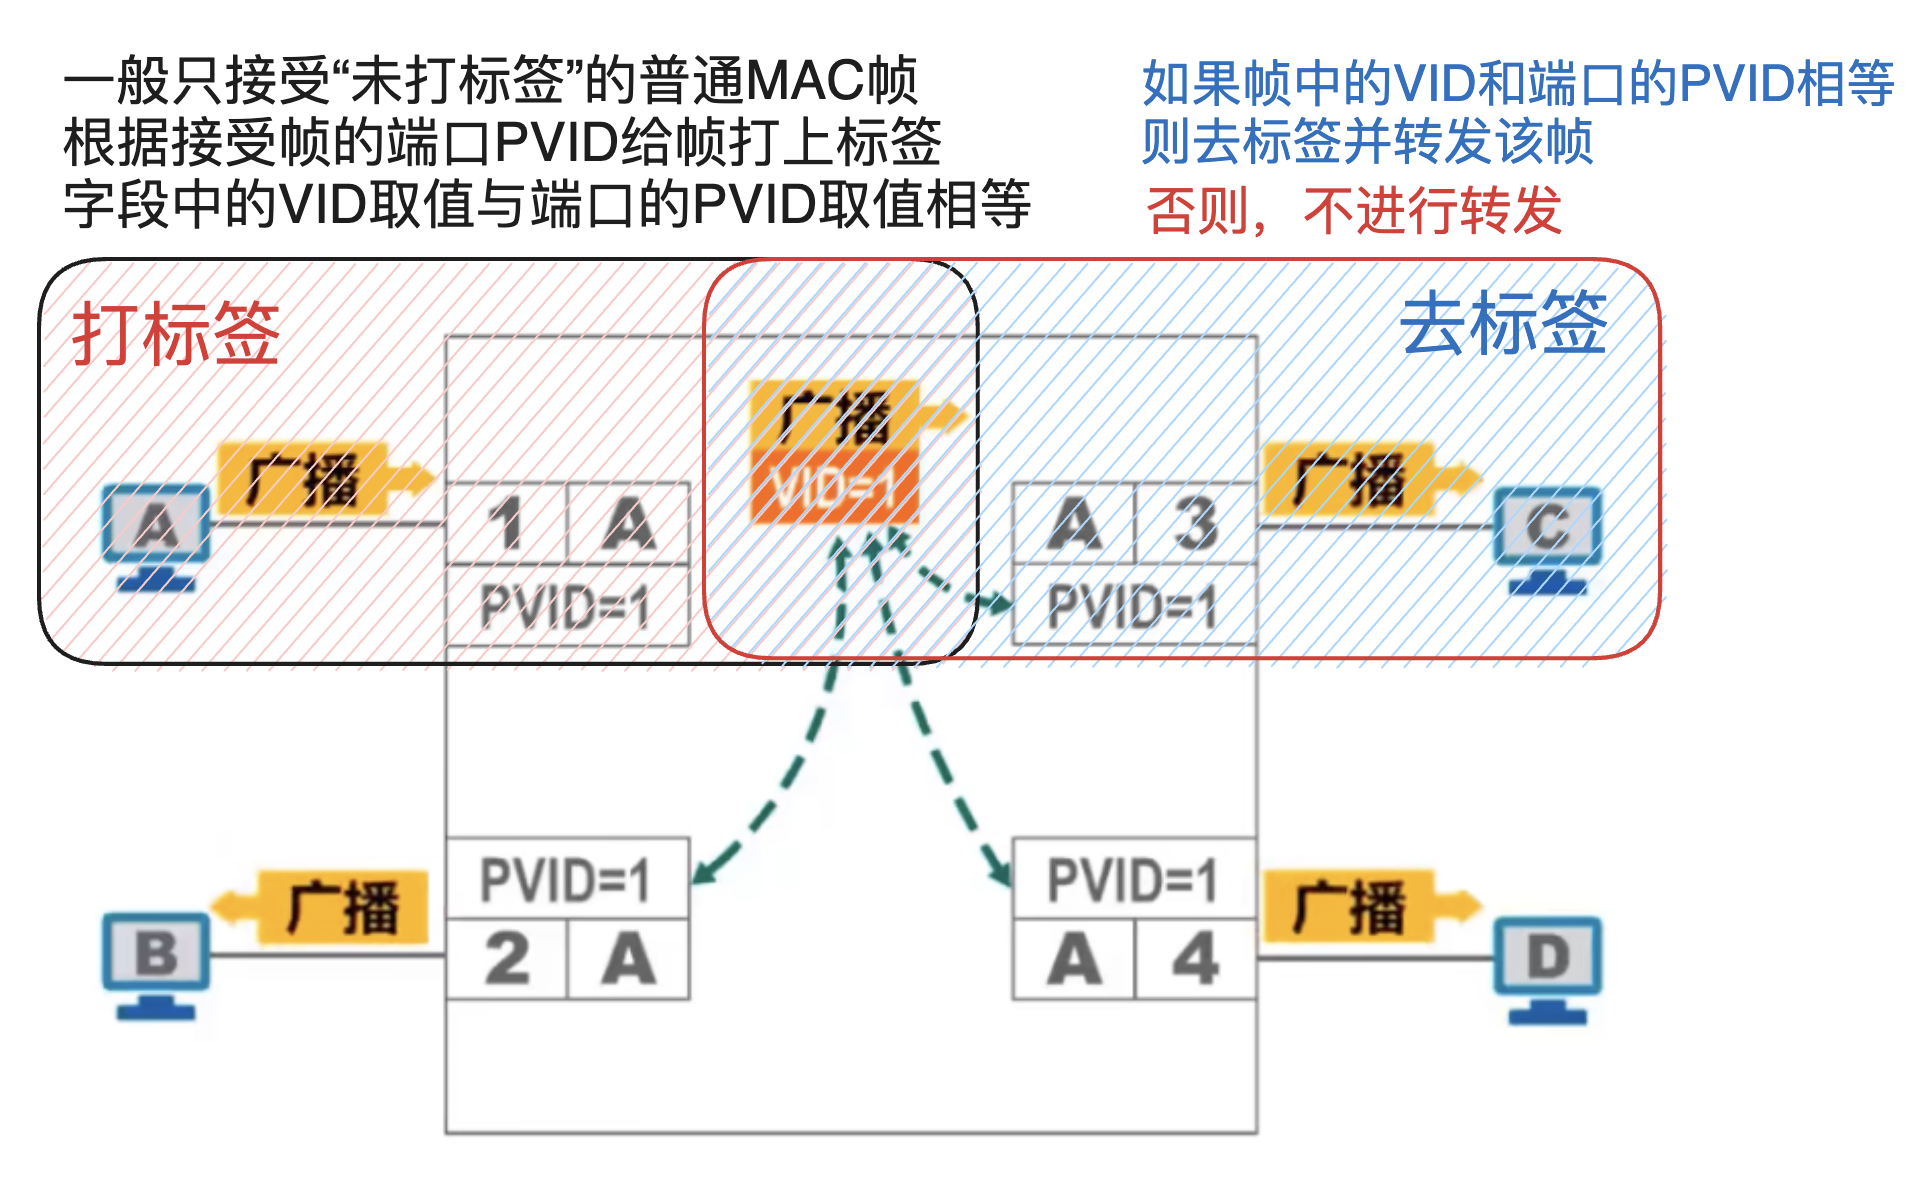 一般只接受“未打标签”的普通MAC帧
根据接受帧的端口PVID给帧打上标签
字段中的VID取值与端口的PVID取值相等
如果帧中的VID和端口的PVID相等
则去标签并转发该帧
否则，不进行转发
打标签
去标签
广播
VID=1
广播
广播
A
1 A
A 3
C
PVID=1
PVID=1
PVID=1
PVID=1
广播
广播
B
2 A
A 4
D